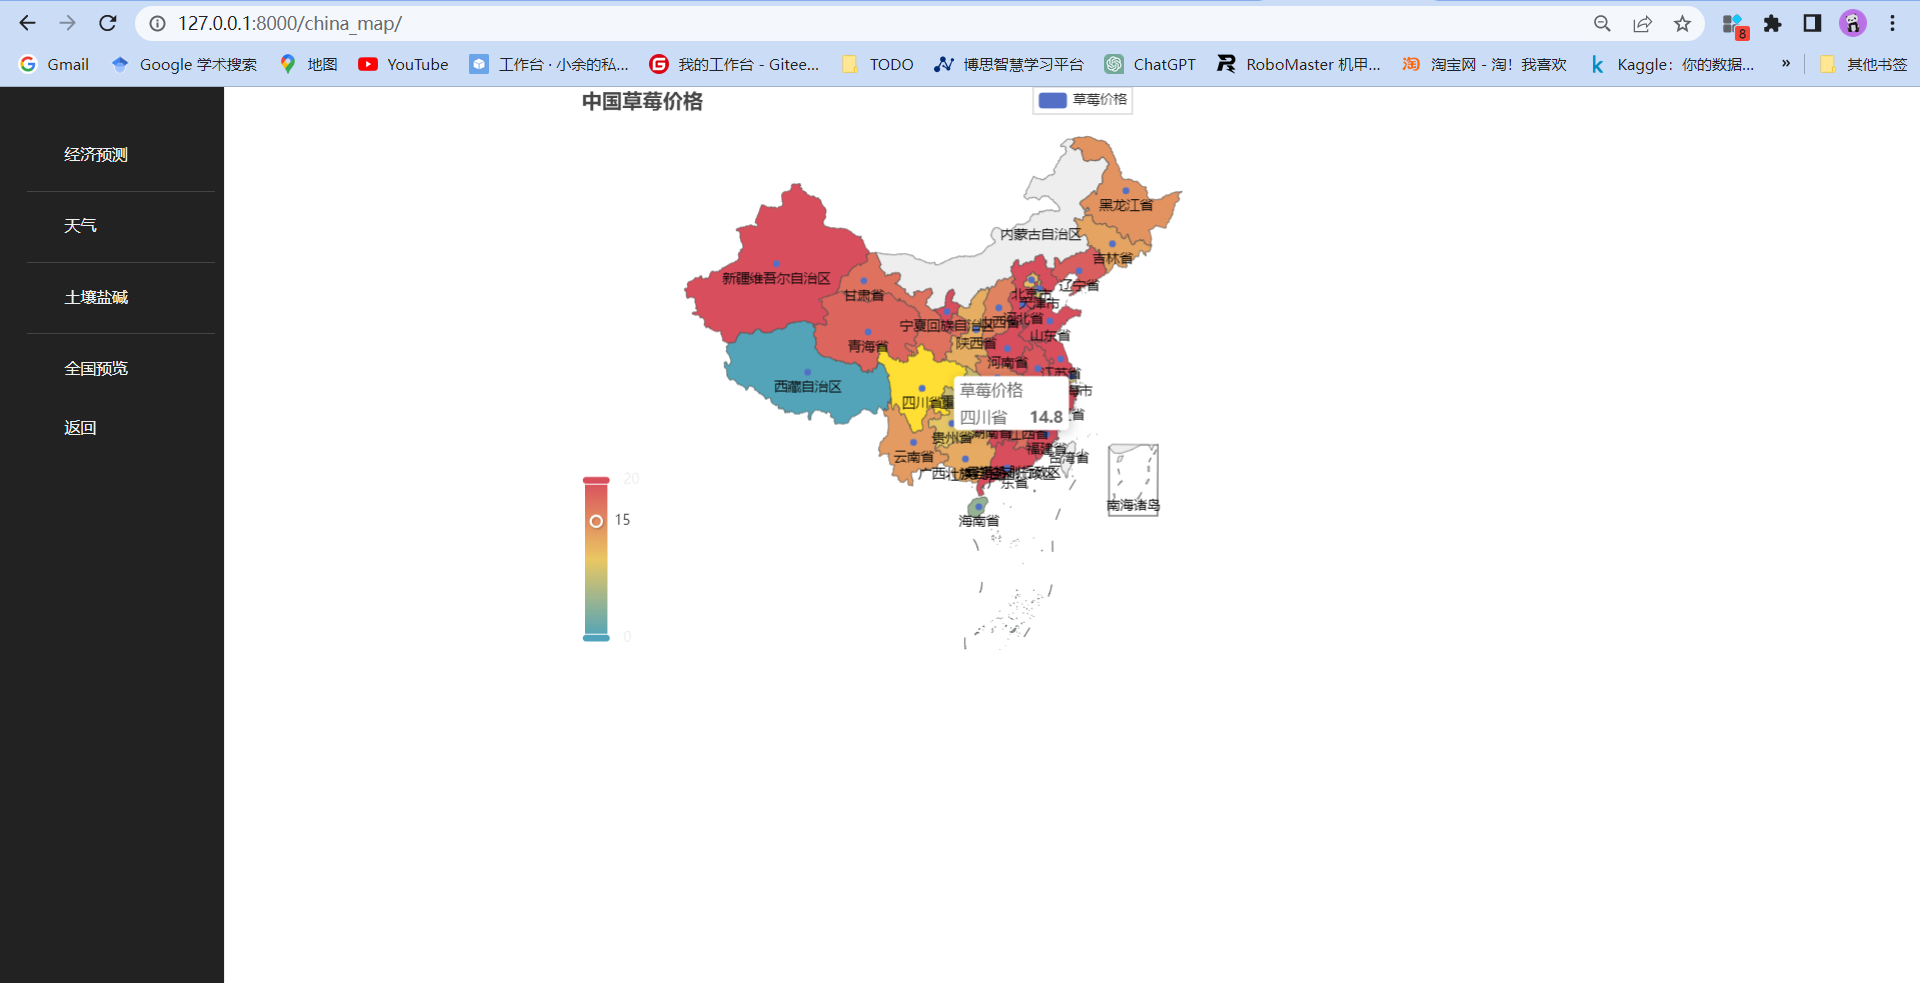 127.0.0.1:8000/china_map/
8
Gmail
Google 学术搜索
地图
YouTube
工作台 · 小余的私...
我的工作台 - Gitee...
TODO
博思智慧学习平台
ChatGPT
RoboMaster 机甲...
淘宝网 - 淘！我喜欢
Kaggle：你的数据...
»
其他书签
经济预测
天气
土壤盐碱
全国预览
返回
中国草莓价格
草莓价格
黑龙江省
内蒙古自治区
吉林省
新疆维吾尔自治区
辽宁省
甘肃省
北京市
天津市
宁夏回族自治区
山东省
陕西省
青海省
河南省
江苏省
西藏自治区
草莓价格
四川省 14.8
四川省
贵州省
福建省
云南省
台湾省
广东省
海南省
南海诸岛
20
15
0